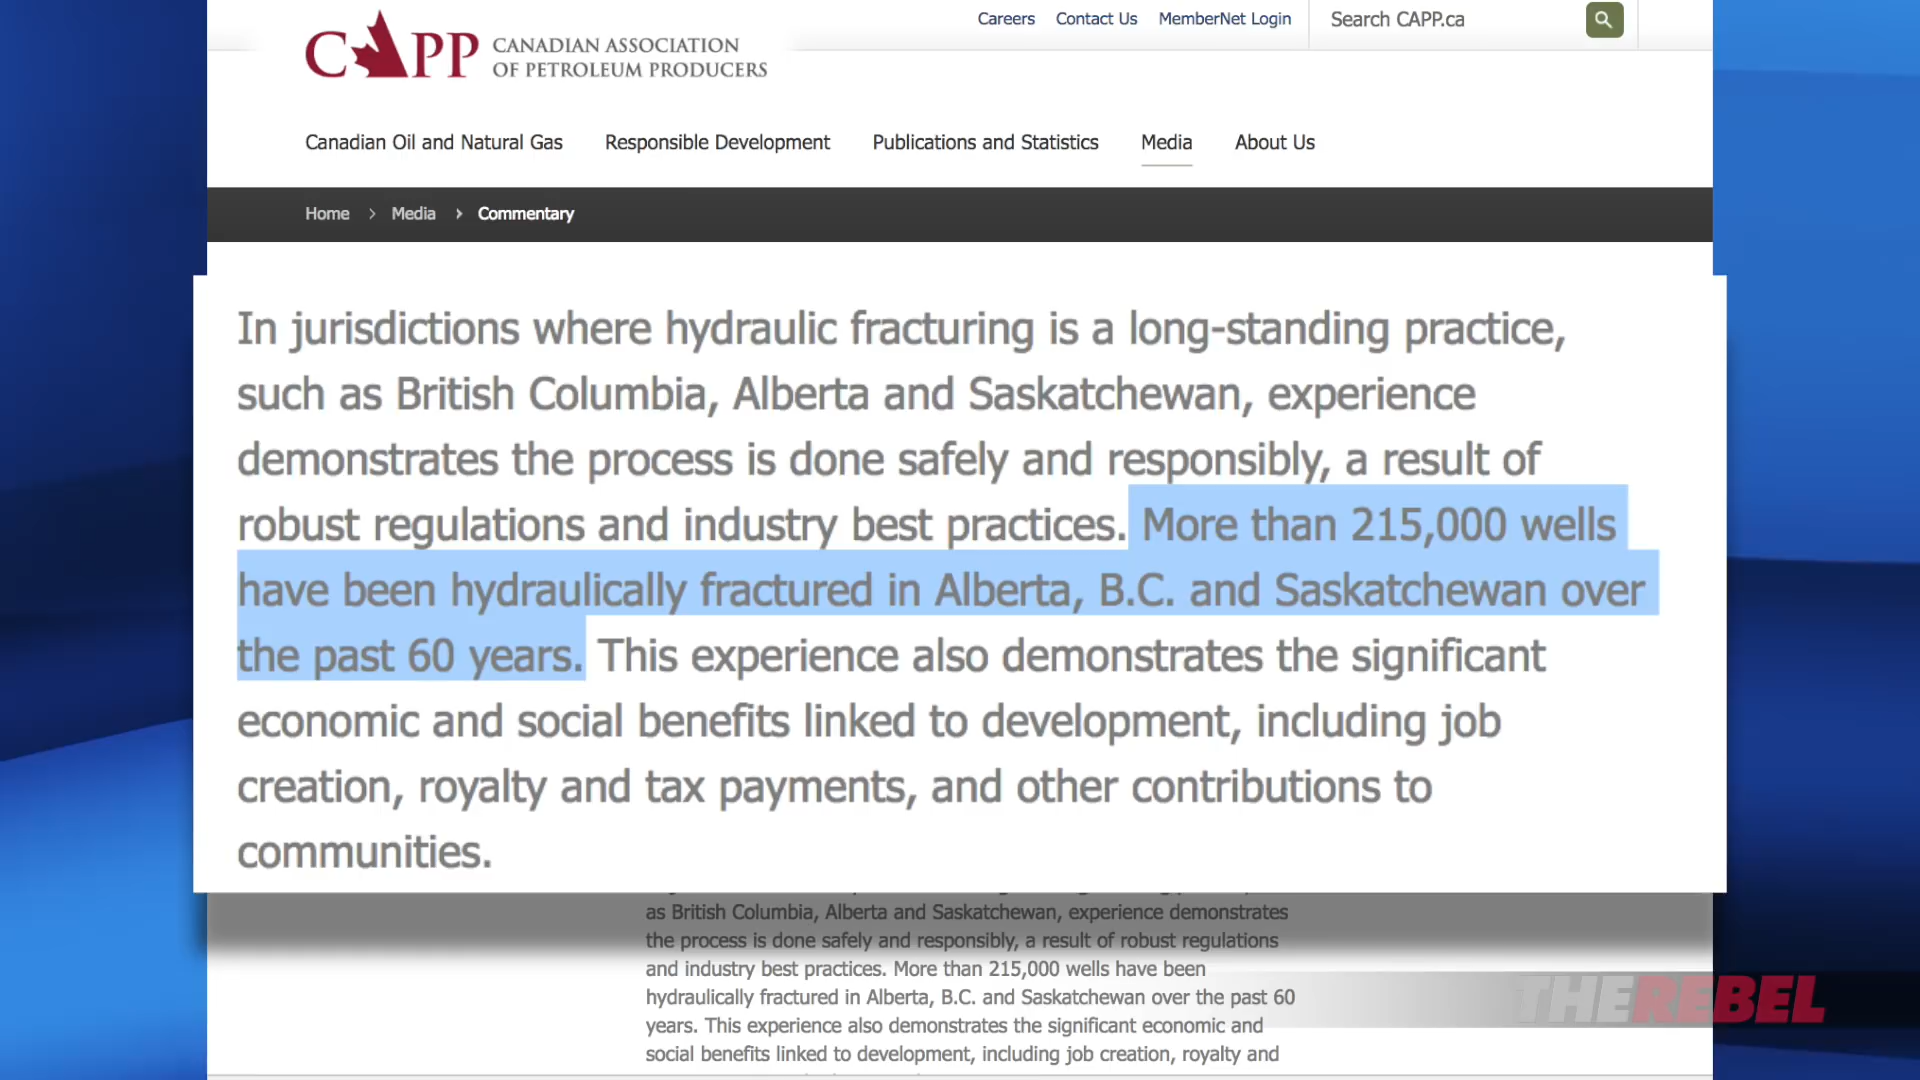 Careers Contact Us MemberNet Login Search CAPP.ca
CAPP CANADIAN ASSOCIATION
OF PETROLEUM PRODUCERS
Canadian Oil and Natural Gas Responsible Development Publications and Statistics Media About Us
Home > Media > Commentary
In jurisdictions where hydraulic fracturing is a long-standing practice,
such as British Columbia, Alberta and Saskatchewan, experience
demonstrates the process is done safely and responsibly, a result of
robust regulations and industry best practices. More than 215,000 wells
have been hydraulically fractured in Alberta, B.C. and Saskatchewan over
the past 60 years. This experience also demonstrates the significant
economic and social benefits linked to development, including job
creation, royalty and tax payments, and other contributions to
communities.
as British Columbia, Alberta and Saskatchewan, experience demonstrates
the process is done safely and responsibly, a result of robust regulations
and industry best practices. More than 215,000 wells have been
hydraulically fractured in Alberta, B.C. and Saskatchewan over the past 60
years. This experience also demonstrates the significant economic and
social benefits linked to development, including job creation, royalty and
THE REBEL